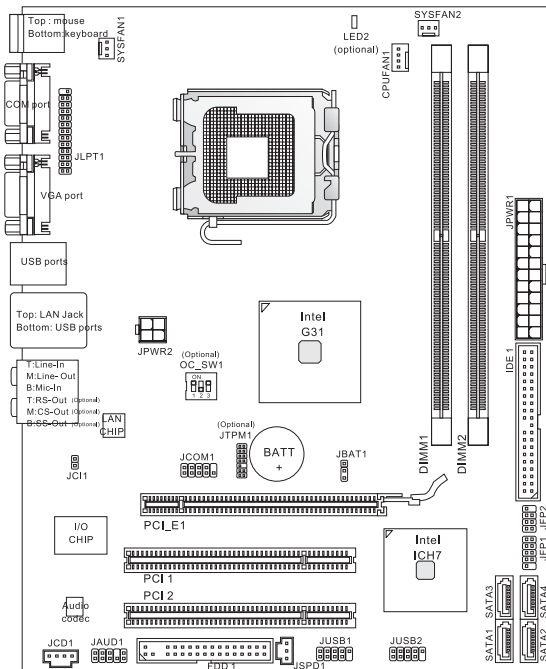 Top : mouse
Bottom:keyboard
SYSFAN1
LED2
(optional)
SYSFAN2
CPUFAN1
COM port
JLPT1
VGA port
JPWR1
USB ports
Top: LAN Jack
Bottom: USB ports
Intel
G31
JPWR2
(Optional)
OC_SW1
ON
1 2 3
IDE 1
T:Line-In
M:Line- Out
B:Mic-In
T:RS-Out (Optional)
M:CS-Out (Optional)
B:SS-Out (Optional)
LAN
CHIP
(Optional)
JTPM1
BATT
+
JBAT1
DIMM1
DIMM2
JCI1
JCOM1
PCI_E1
JFP2
JFP1
I/O
CHIP
Intel
ICH7
PCI 1
PCI 2
SATA3
SATA4
Audio
codec
SATA1
SATA2
JCD1
JAUD1
FDD 1
JSPD1
JUSB1
JUSB2